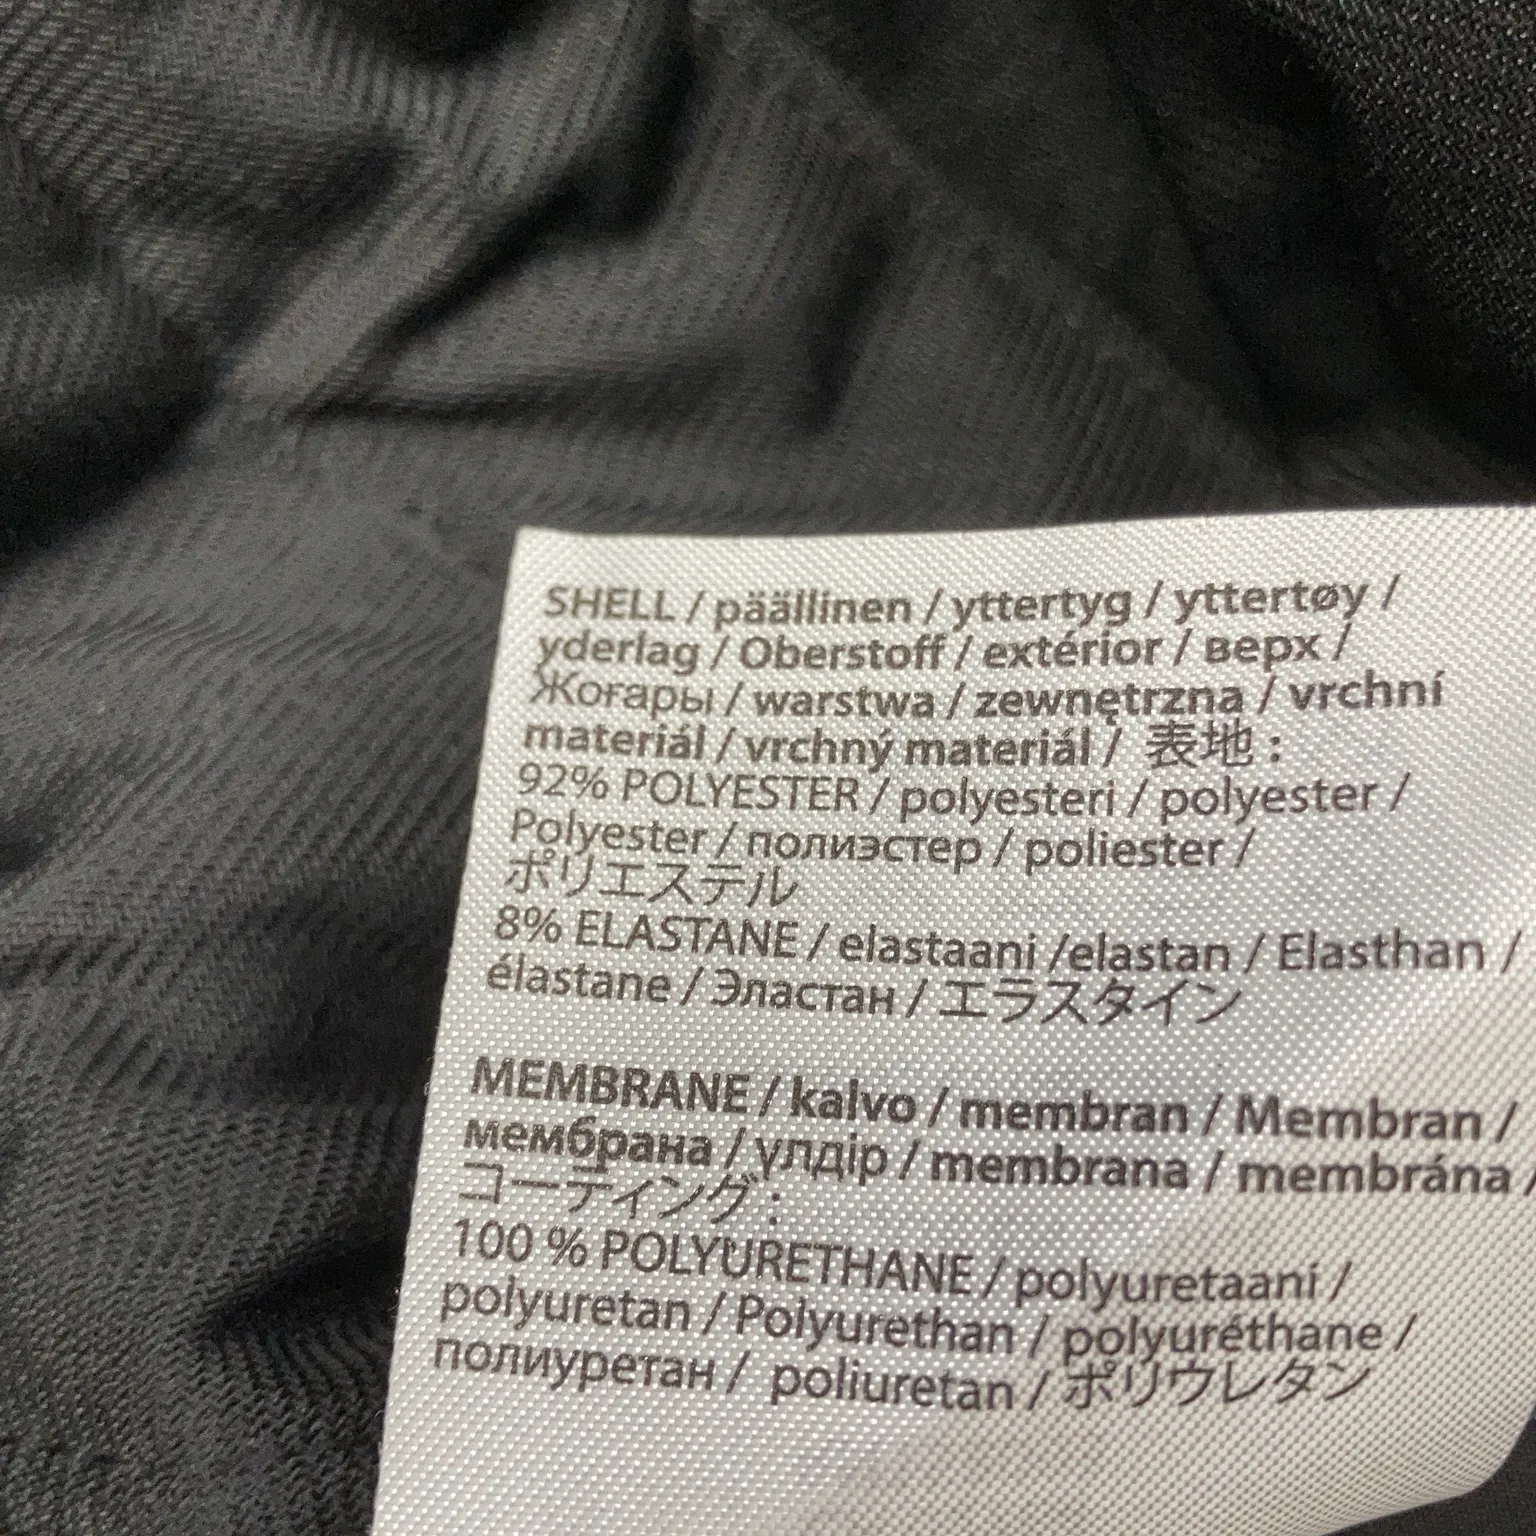 SHELL / päällinen / yttertyg / yttertøy /
yderlag / Oberstoff /extérior / верх /
Жоғары / warstwa / zewnętrzna / vrchní
materiál / vrchný materiál / 表地 :
92% POLYESTER / polyesteri / polyester /
Polyester / полиэстер / poliester /
ポリエステル
8% ELASTANE / elastaani /elastan / Elasthan /
élastane / Эластан / エラスタイン
MEMBRANE / kalvo / membran / Membran /
мембрана / үлдір / membrana / membrána /
コーティング :
100 % POLYURETHANE / polyuretaani /
polyuretan / Polyurethan / polyuréthane /
полиуретан / poliuretan / ポリウレタン